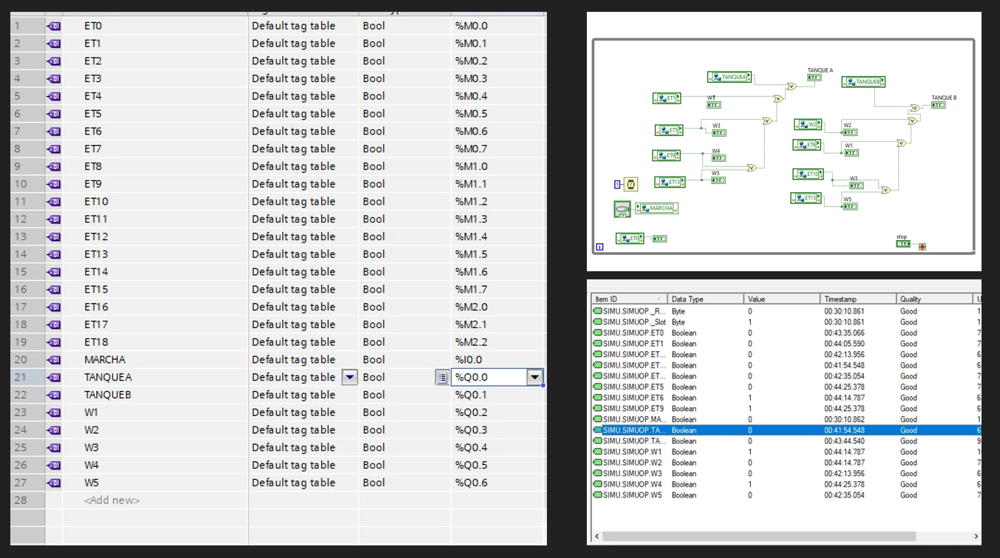 1 ET0 Default tag table Bool %M0.0
2 ET1 Default tag table Bool %M0.1
3 ET2 Default tag table Bool %M0.2
4 ET3 Default tag table Bool %M0.3
5 ET4 Default tag table Bool %M0.4
6 ET5 Default tag table Bool %M0.5
7 ET6 Default tag table Bool %M0.6
8 ET7 Default tag table Bool %M0.7
9 ET8 Default tag table Bool %M1.0
10 ET9 Default tag table Bool %M1.1
11 ET10 Default tag table Bool %M1.2
12 ET11 Default tag table Bool %M1.3
13 ET12 Default tag table Bool %M1.4
14 ET13 Default tag table Bool %M1.5
15 ET14 Default tag table Bool %M1.6
16 ET15 Default tag table Bool %M1.7
17 ET16 Default tag table Bool %M2.0
18 ET17 Default tag table Bool %M2.1
19 ET18 Default tag table Bool %M2.2
20 MARCHA Default tag table Bool %I0.0
21 TANQUEA Default tag table Bool %Q0.0
22 TANQUEB Default tag table Bool %Q0.1
23 W1 Default tag table Bool %Q0.2
24 W2 Default tag table Bool %Q0.3
25 W3 Default tag table Bool %Q0.4
26 W4 Default tag table Bool %Q0.5
27 W5 Default tag table Bool %Q0.6
28 <Add new>
TANQUEA
TANQUE A
TF
TANQUEB
TANQUE B
TF
ET1
TF
ET5
W3
TF
ET9
W4
TF
ET13
W5
TF
W2
W2
TF
ET6
W1
TF
ET10
W3
TF
ET15
W5
TF
1
MARCHA
ET0
TF
stop
TF
i
Item ID Data Type Value Timestamp Quality U
SIMU.SIMUOP._R... Byte 0 00:30:10.861 Good 1
SIMU.SIMUOP._Slot Byte 1 00:30:10.861 Good 1
SIMU.SIMUOP.ET0 Boolean 0 00:43:35.066 Good 7
SIMU.SIMUOP.ET1 Boolean 0 00:44:05.590 Good 7
SIMU.SIMUOP.ET... Boolean 0 00:42:13.956 Good 6
SIMU.SIMUOP.ET... Boolean 0 00:41:54.548 Good 6
SIMU.SIMUOP.ET... Boolean 0 00:42:35.054 Good 7
SIMU.SIMUOP.ET5 Boolean 0 00:44:25.378 Good 7
SIMU.SIMUOP.ET6 Boolean 1 00:44:14.787 Good 6
SIMU.SIMUOP.ET9 Boolean 1 00:44:25.378 Good 6
SIMU.SIMUOP.MA... Boolean 0 00:30:10.862 Good 1
SIMU.SIMUOP.TA... Boolean 0 00:41:54.548 Good 6
SIMU.SIMUOP.TA... Boolean 0 00:43:44.540 Good 9
SIMU.SIMUOP.W1 Boolean 1 00:44:14.787 Good 1
SIMU.SIMUOP.W2 Boolean 0 00:44:14.787 Good 7
SIMU.SIMUOP.W3 Boolean 0 00:42:13.956 Good 6
SIMU.SIMUOP.W4 Boolean 1 00:44:25.378 Good 6
SIMU.SIMUOP.W5 Boolean 0 00:42:35.054 Good 7